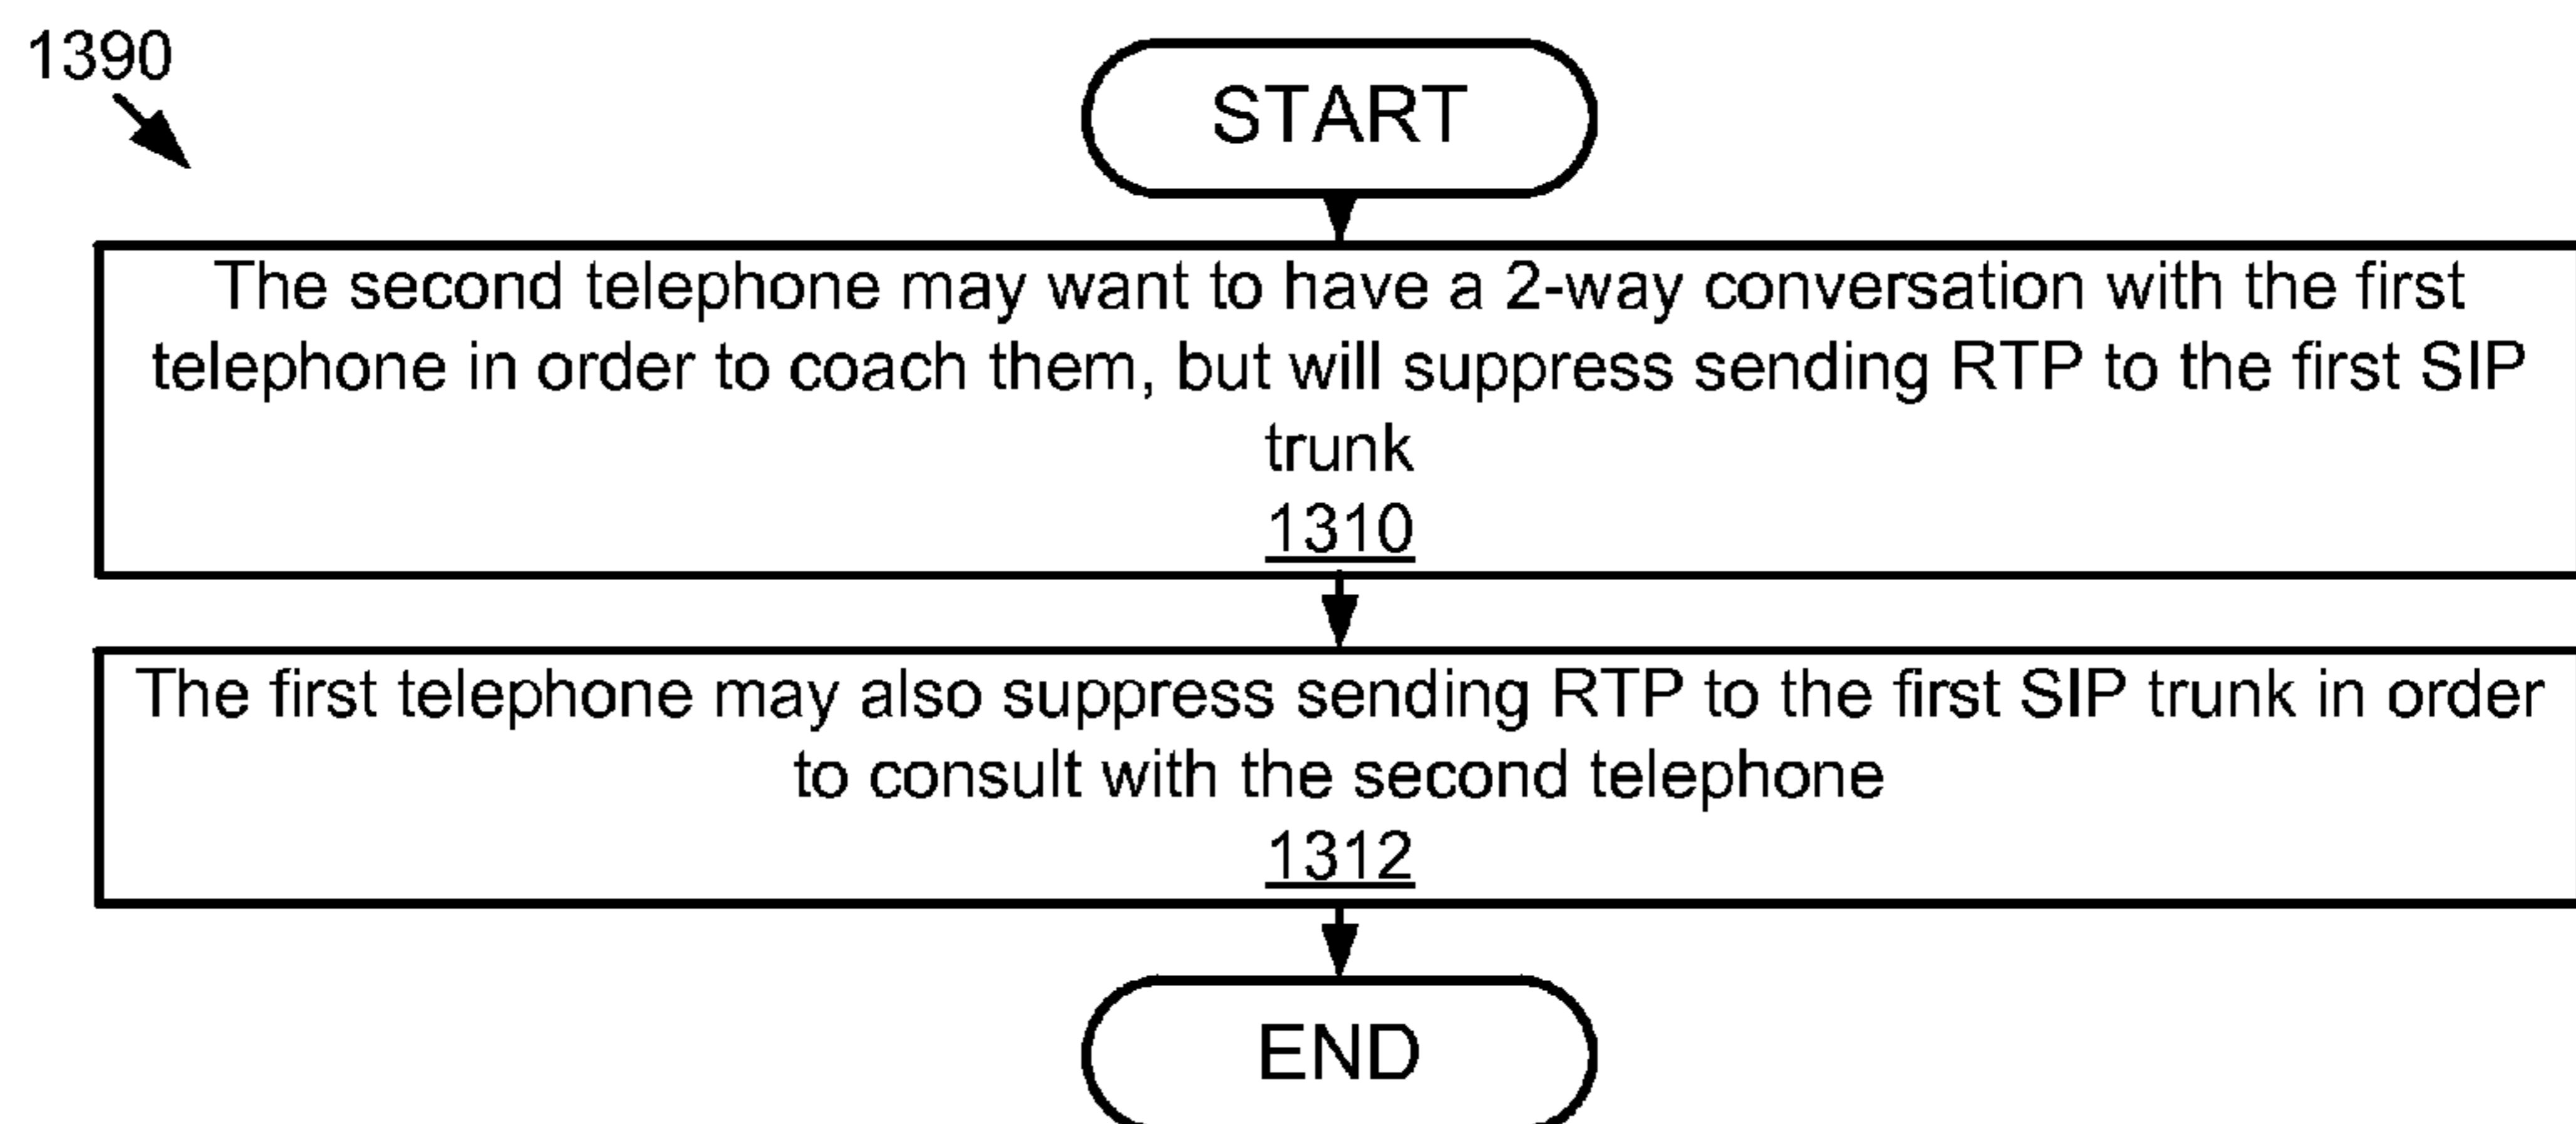 1390
START
The second telephone may want to have a 2-way conversation with the first
telephone in order to coach them, but will suppress sending RTP to the first SIP
trunk
1310
The first telephone may also suppress sending RTP to the first SIP trunk in order
to consult with the second telephone
1312
END